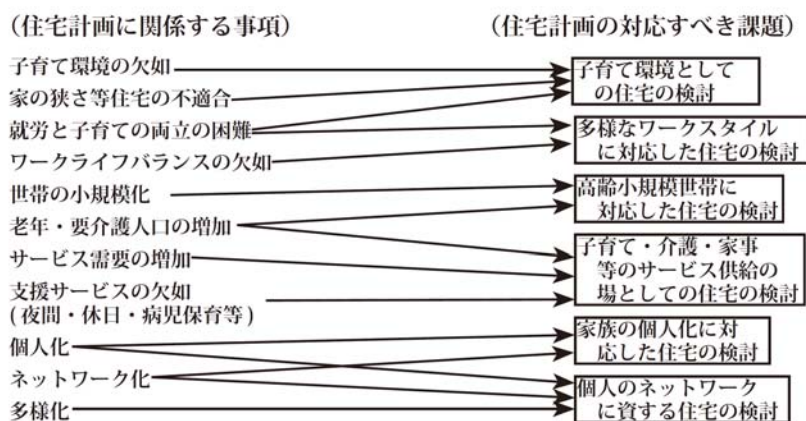 (住宅計画に関係する事項)
(住宅計画の対応すべき課題)
子育て環境の欠如
家の狭さ等住宅の不適合
就労と子育ての両立の困難
ワークライフバランスの欠如
世帯の小規模化
老年・要介護人口の増加
サービス需要の増加
支援サービスの欠如
(夜間・休日・病児保育等)
個人化
ネットワーク化
多様化
子育て環境として
の住宅の検討
多様なワークスタイル
に対応した住宅の検討
高齢小規模世帯に
対応した住宅の検討
子育て・介護・家事
等のサービス供給の
場としての住宅の検討
家族の個人化に対
応した住宅の検討
個人のネットワーク
に資する住宅の検討